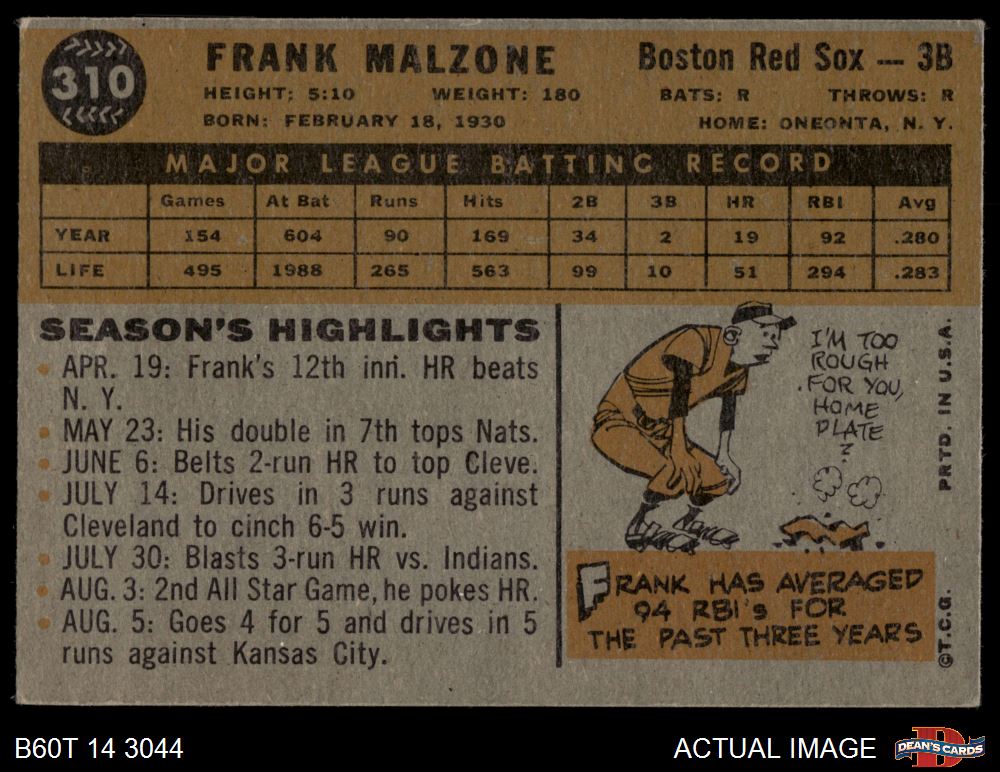 310
FRANK MALZONE
Boston Red Sox — 3B
HEIGHT: 5:10 WEIGHT: 180 BATS: R THROWS: R
BORN: FEBRUARY 18, 1930 HOME: ONEONTA, N. Y.
MAJOR LEAGUE BATTING RECORD
Games At Bat Runs Hits 2B 3B HR RBI Avg
YEAR 154 604 90 169 34 2 19 92 .280
LIFE 495 1988 265 563 99 10 51 294 .283
SEASON'S HIGHLIGHTS
• APR. 19: Frank's 12th inn. HR beats
N. Y.
• MAY 23: His double in 7th tops Nats.
• JUNE 6: Belts 2-run HR to top Cleve.
• JULY 14: Drives in 3 runs against
Cleveland to cinch 6-5 win.
• JULY 30: Blasts 3-run HR vs. Indians.
• AUG. 3: 2nd All Star Game, he pokes HR.
• AUG. 5: Goes 4 for 5 and drives in 5
runs against Kansas City.
I'M TOO
ROUGH
FOR YOU,
HOME
PLATE
?
FRANK HAS AVERAGED
94 RBI's FOR
THE PAST THREE YEARS
PRTD. IN U.S.A.
©T.C.G.
B60T 14 3044
ACTUAL IMAGE
DEAN'S CARDS